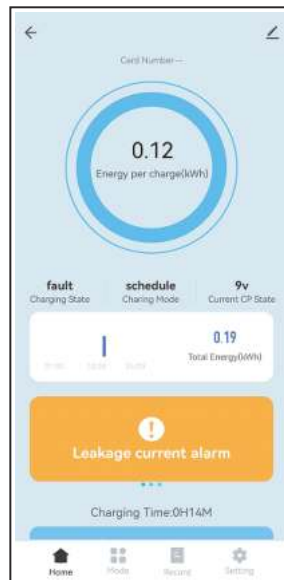 Card Number--
0.12
Energy per charge(kWh)
fault
schedule
9v
Charging State
Charing Mode
Current CP State
0.19
Total Energy(kWh)
Leakage current alarm
Charging Time:0H14M
Home
Mode
Record
Setting